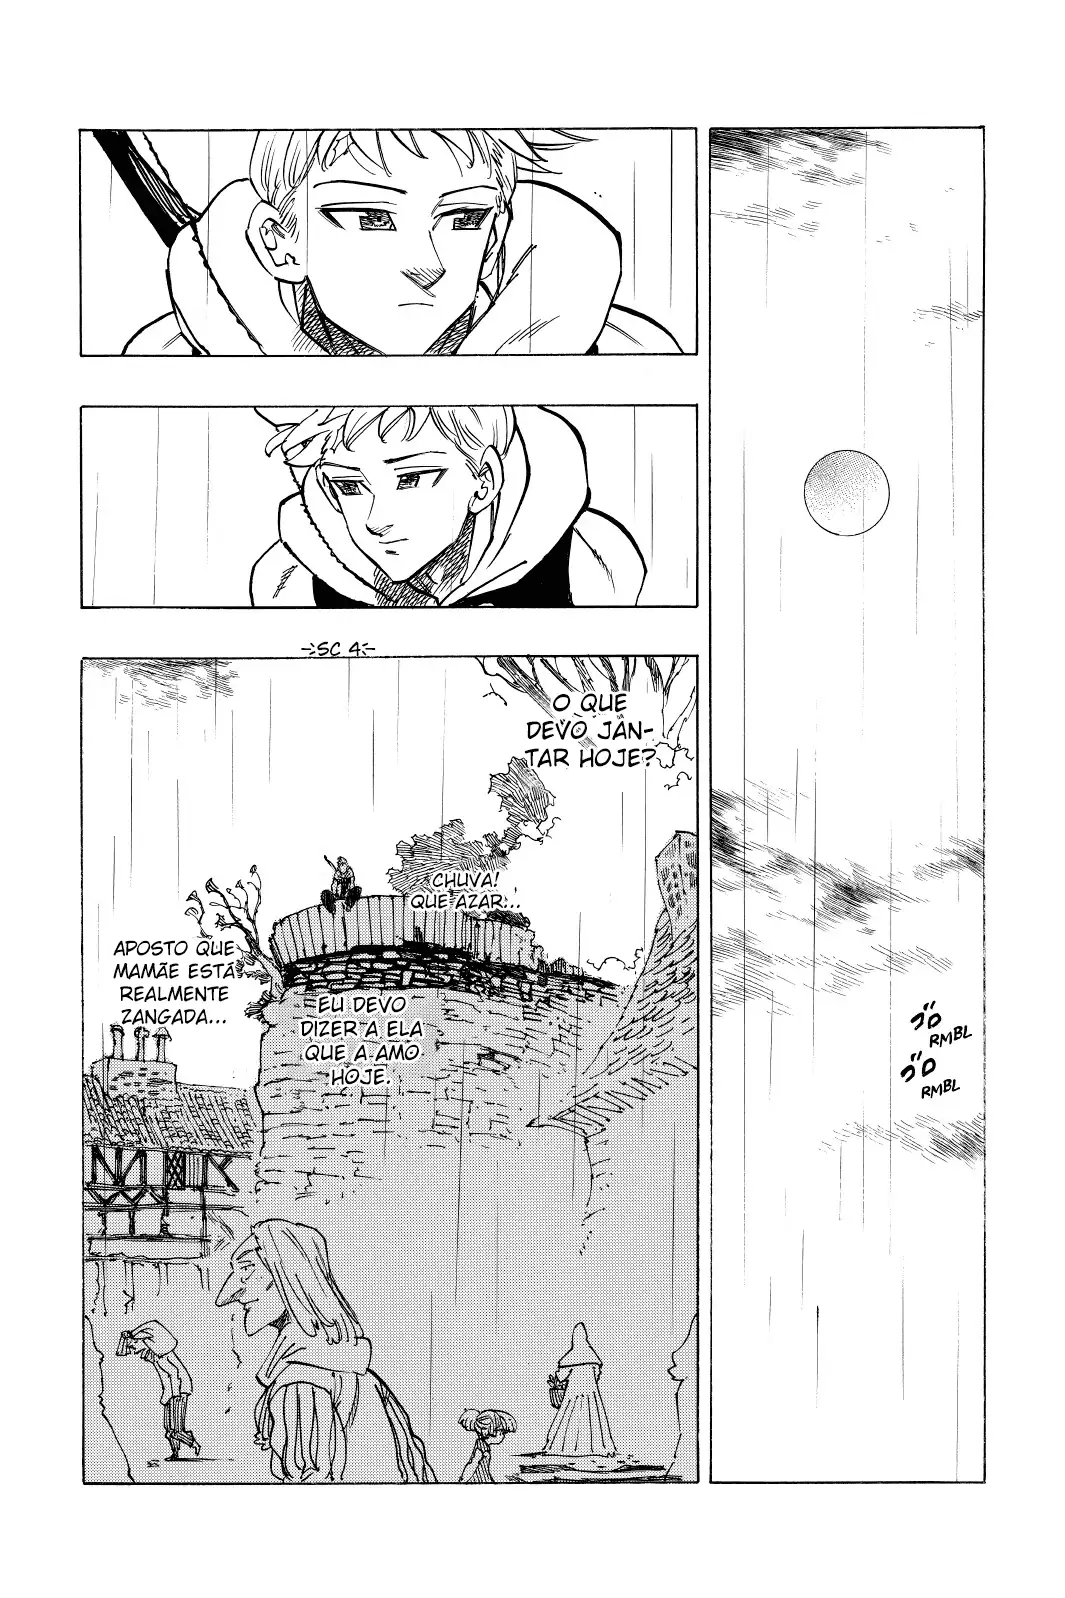 ゴロ
RMBL
ゴロ
RMBL
SC 4
O QUE
DEVO JAN-
TAR HOJE?
CHUVA!
QUE AZAR...
EU DEVO
DIZER A ELA
QUE A AMO
HOJE.
APOSTO QUE
MAMÃE ESTÁ
REALMENTE
ZANGADA...